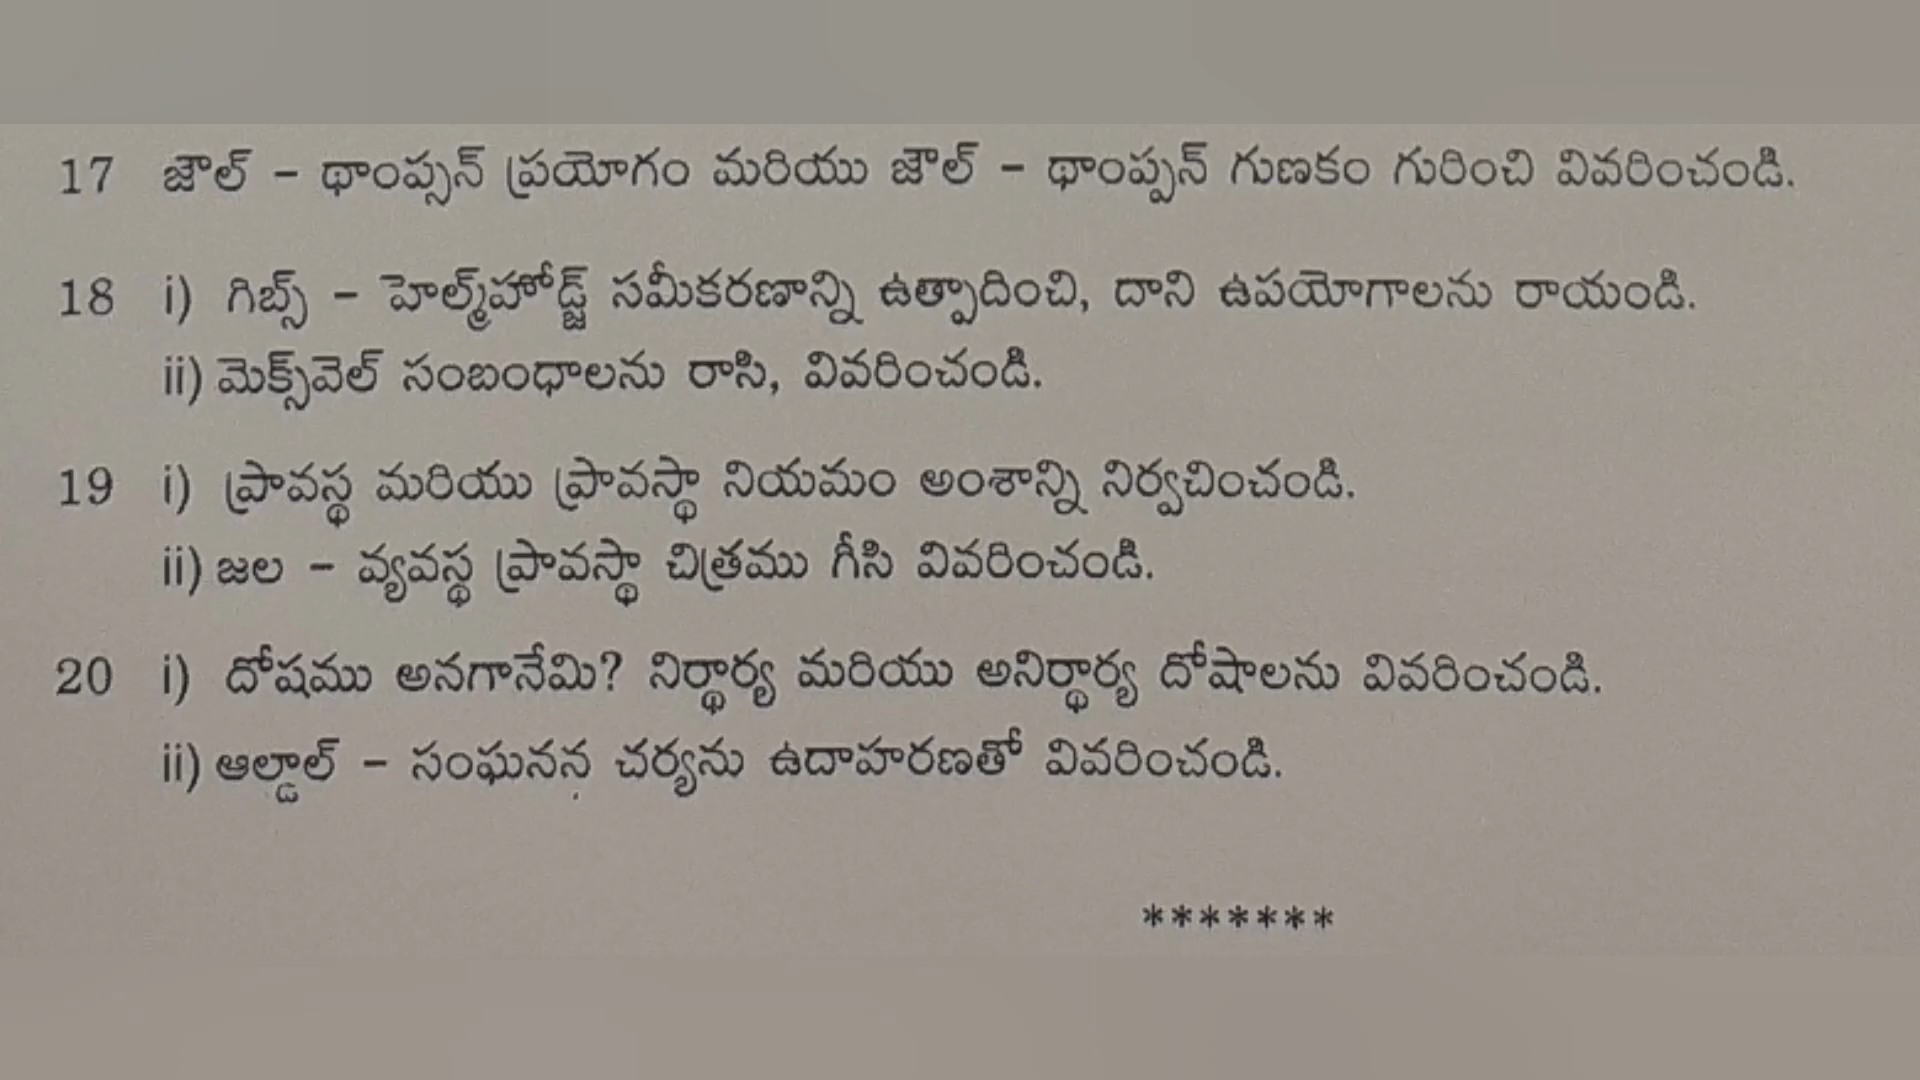 17 జౌల్ – థాంప్సన్ ప్రయోగం మరియు జౌల్ – థాంప్సన్ గుణకం గురించి వివరించండి.
18 i) గిబ్స్ – హెల్మ్‌హోడ్జ్ సమీకరణాన్ని ఉత్పాదించి, దాని ఉపయోగాలను రాయండి.
ii) మెక్స్‌వెల్ సంబంధాలను రాసి, వివరించండి.
19 i) ప్రావస్థ మరియు ప్రావస్థా నియమం అంశాన్ని నిర్వచించండి.
ii) జల – వ్యవస్థ ప్రావస్థా చిత్రము గీసి వివరించండి.
20 i) దోషము అనగానేమి? నిర్థార్య మరియు అనిర్థార్య దోషాలను వివరించండి.
ii) ఆల్డాల్ – సంఘనన చర్యను ఉదాహరణతో వివరించండి.
*******